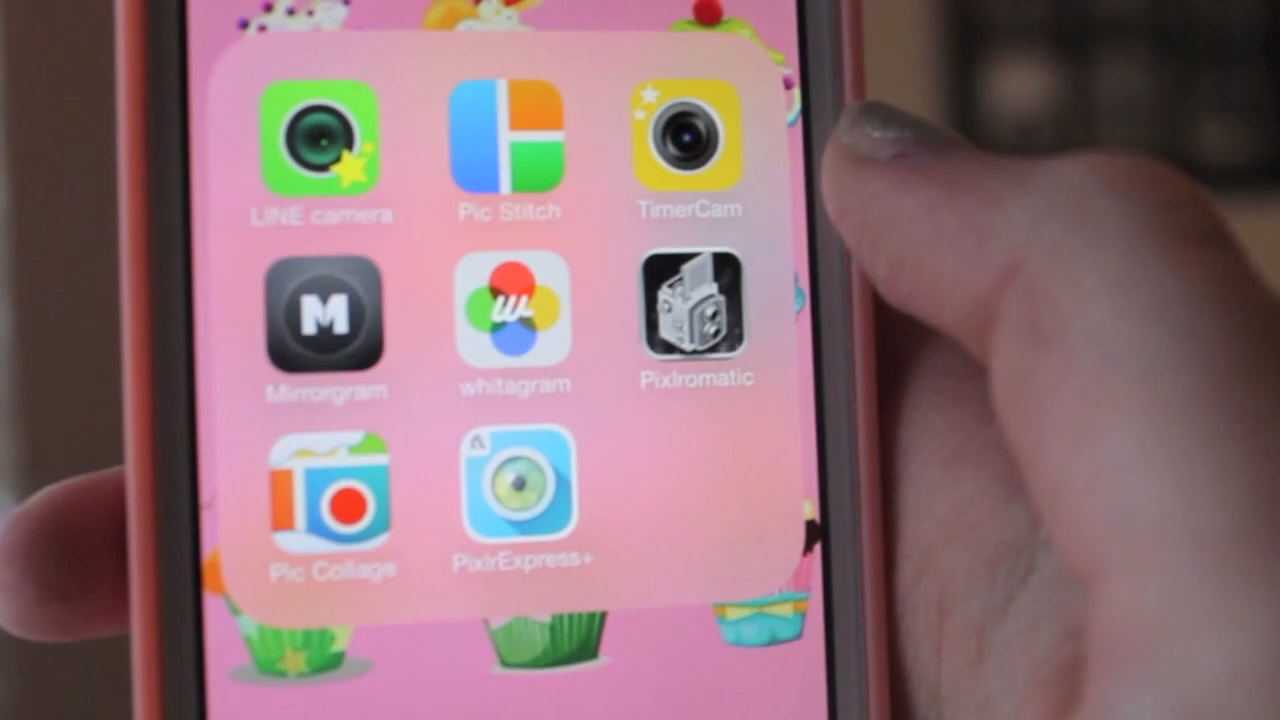 LINE camera
Pic Stitch
TimerCam
M
Mirrorgram
w
whitagram
Pixlromatic
Pic Collage
PixlrExpress+